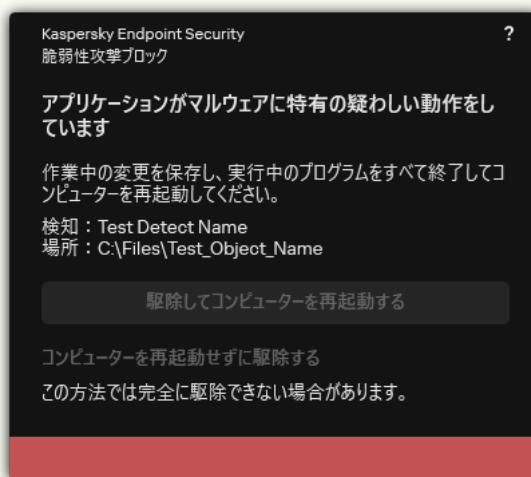 Kaspersky Endpoint Security
?
脆弱性攻撃ブロック
アプリケーションがマルウェアに特有の疑わしい動作をし
ています
作業中の変更を保存し、実行中のプログラムをすべて終了してコ
ンピューターを再起動してください。
検知：Test Detect Name
場所：C:\Files\Test_Object_Name
駆除してコンピューターを再起動する
コンピューターを再起動せずに駆除する
この方法では完全に駆除できない場合があります。